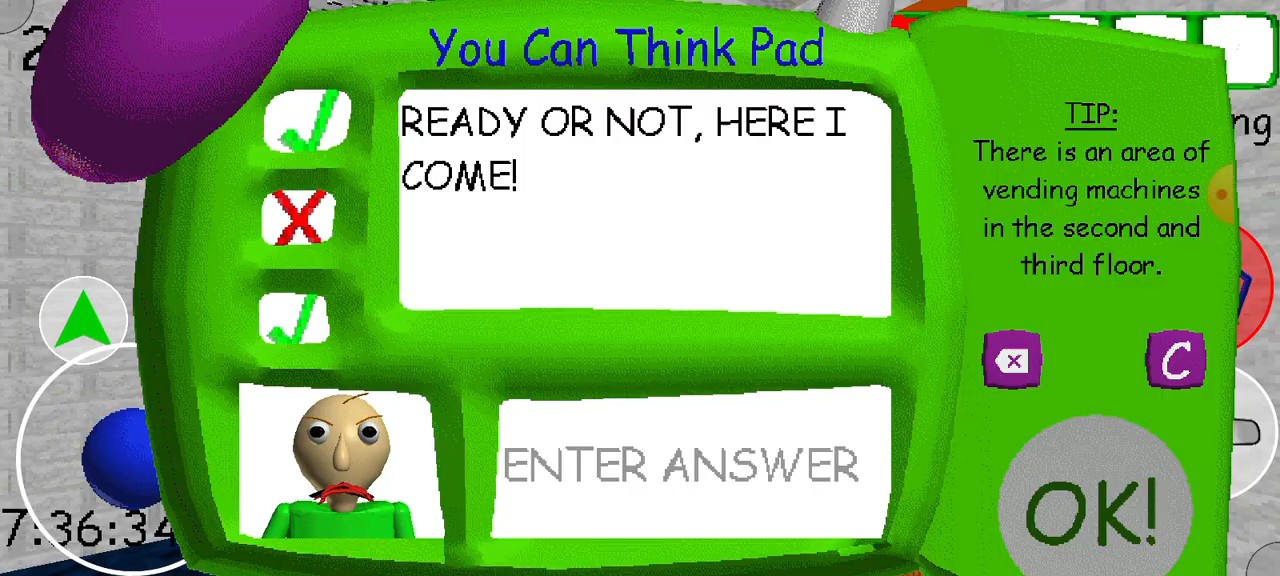 You Can Think Pad
READY OR NOT, HERE I
COME!
TIP:
There is an area of
vending machines
in the second and
third floor.
C
ENTER ANSWER
OK!
7:36:34